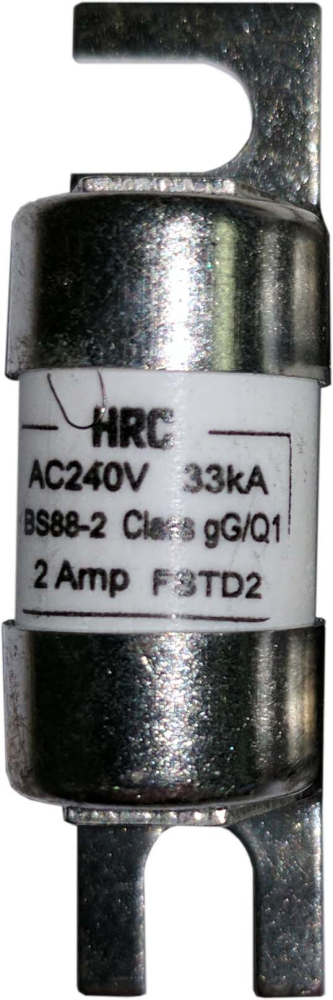 HRC
AC240V 33kA
BS88-2 Class gG/Q1
2 Amp FSTD2